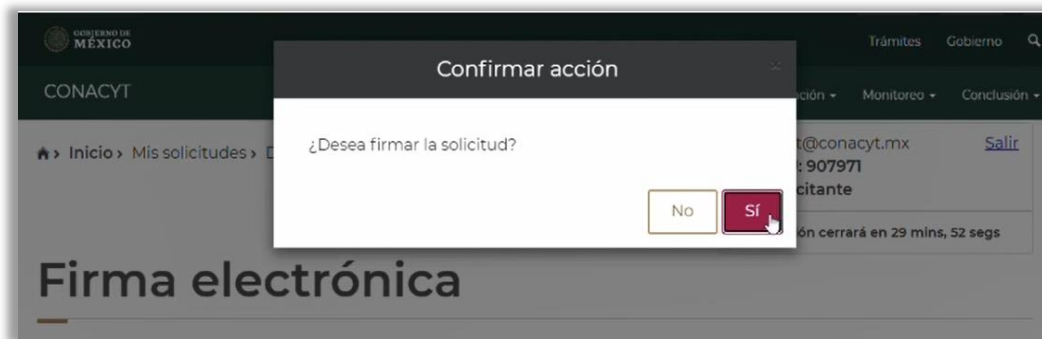 GOBIERNO DE
MÉXICO
Trámites Gobierno
Confirmar acción
CONACYT
ción Monitoreo Conclusión
¿Desea firmar la solicitud?
Inicio > Mis solicitudes >
t@conacyt.mx Salir
: 907971
citante
No Sí
ón cerrará en 29 mins, 52 segs
Firma electrónica